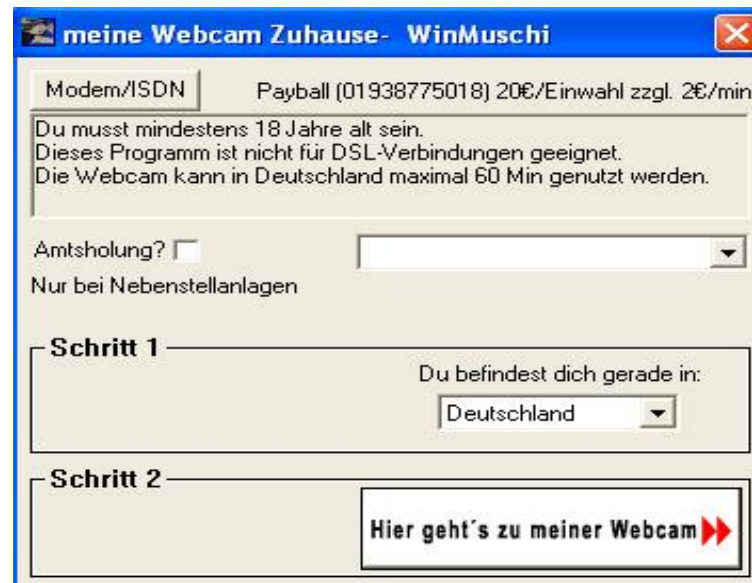 meine Webcam Zuhause- WinMuschi
Modem/ISDN Payball (01938775018) 20€/Einwahl zzgl. 2€/min
Du musst mindestens 18 Jahre alt sein.
Dieses Programm ist nicht für DSL-Verbindungen geeignet.
Die Webcam kann in Deutschland maximal 60 Min genutzt werden.
Amtsholung?
Nur bei Nebenstellanlagen
Schritt 1
Du befindest dich gerade in:
Deutschland
Schritt 2
Hier geht´s zu meiner Webcam